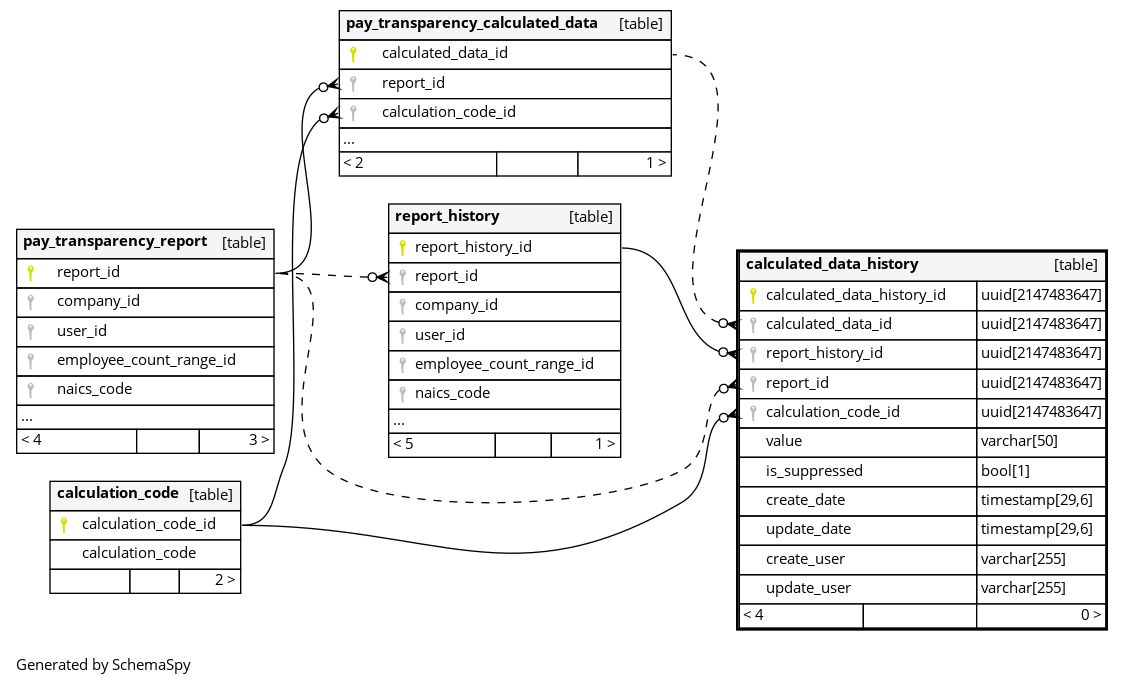 pay_transparency_calculated_data [table]
calculated_data_id
report_id
calculation_code_id
...
< 2 1 >
report_history [table]
report_history_id
report_id
company_id
user_id
employee_count_range_id
naics_code
...
< 5 1 >
pay_transparency_report [table]
report_id
company_id
user_id
employee_count_range_id
naics_code
...
< 4 3 >
calculation_code [table]
calculation_code_id
calculation_code
2 >
calculated_data_history [table]
calculated_data_history_id uuid[2147483647]
calculated_data_id uuid[2147483647]
report_history_id uuid[2147483647]
report_id uuid[2147483647]
calculation_code_id uuid[2147483647]
value varchar[50]
is_suppressed bool[1]
create_date timestamp[29,6]
update_date timestamp[29,6]
create_user varchar[255]
update_user varchar[255]
< 4 0 >
Generated by SchemaSpy